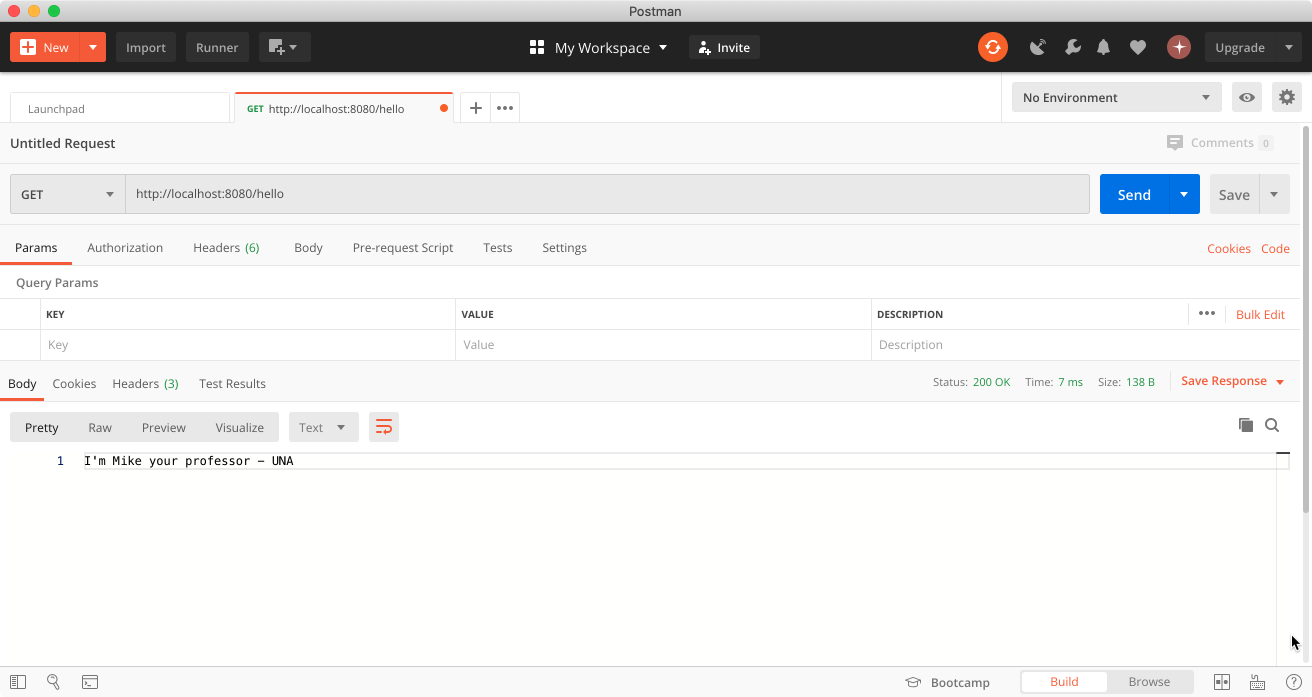 Postman
New Import Runner My Workspace Invite Upgrade
Launchpad GET http://localhost:8080/hello No Environment
Untitled Request Comments 0
GET http://localhost:8080/hello Send Save
Params Authorization Headers (6) Body Pre-request Script Tests Settings Cookies Code
Query Params
KEY VALUE DESCRIPTION ••• Bulk Edit
Key Value Description
Body Cookies Headers (3) Test Results Status: 200 OK Time: 7 ms Size: 138 B Save Response
Pretty Raw Preview Visualize Text
1 I'm Mike your professor – UNA
Bootcamp Build Browse